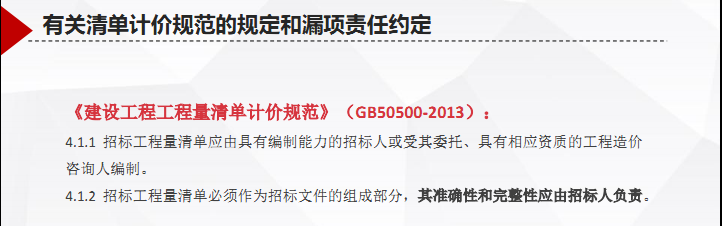 有关清单计价规范的规定和漏项责任约定
《建设工程工程量清单计价规范》（GB50500-2013）：
4.1.1 招标工程量清单应由具有编制能力的招标人或受其委托、具有相应资质的工程造价
咨询人编制。
4.1.2 招标工程量清单必须作为招标文件的组成部分，其准确性和完整性应由招标人负责。